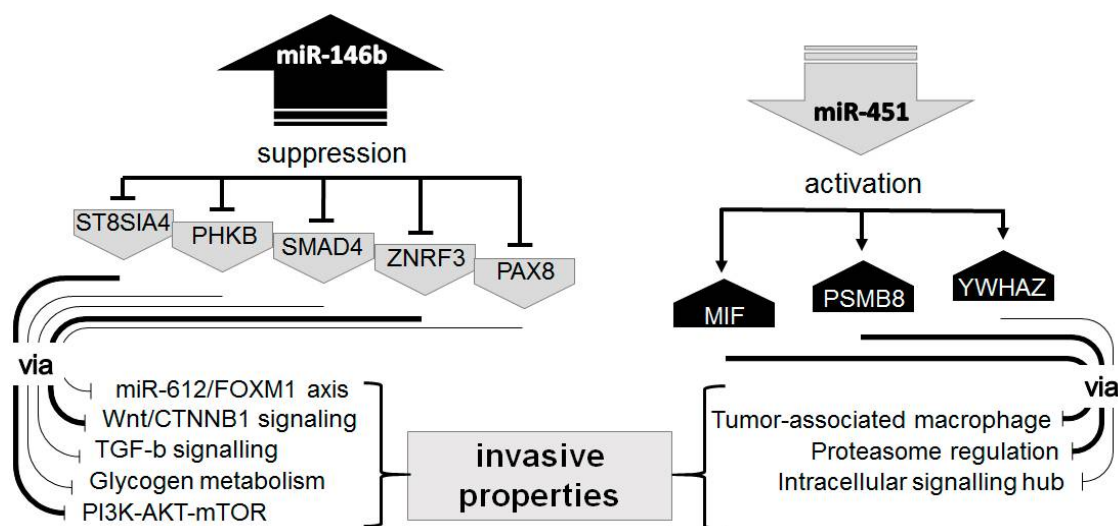 miR-146b
suppression
ST8SIA4
PHKB
SMAD4
ZNRF3
PAX8
via
miR-612/FOXM1 axis
Wnt/CTNNB1 signaling
TGF-b signalling
Glycogen metabolism
PI3K-AKT-mTOR
invasive
properties
miR-451
activation
MIF
PSMB8
YWHAZ
via
Tumor-associated macrophage
Proteasome regulation
Intracellular signalling hub